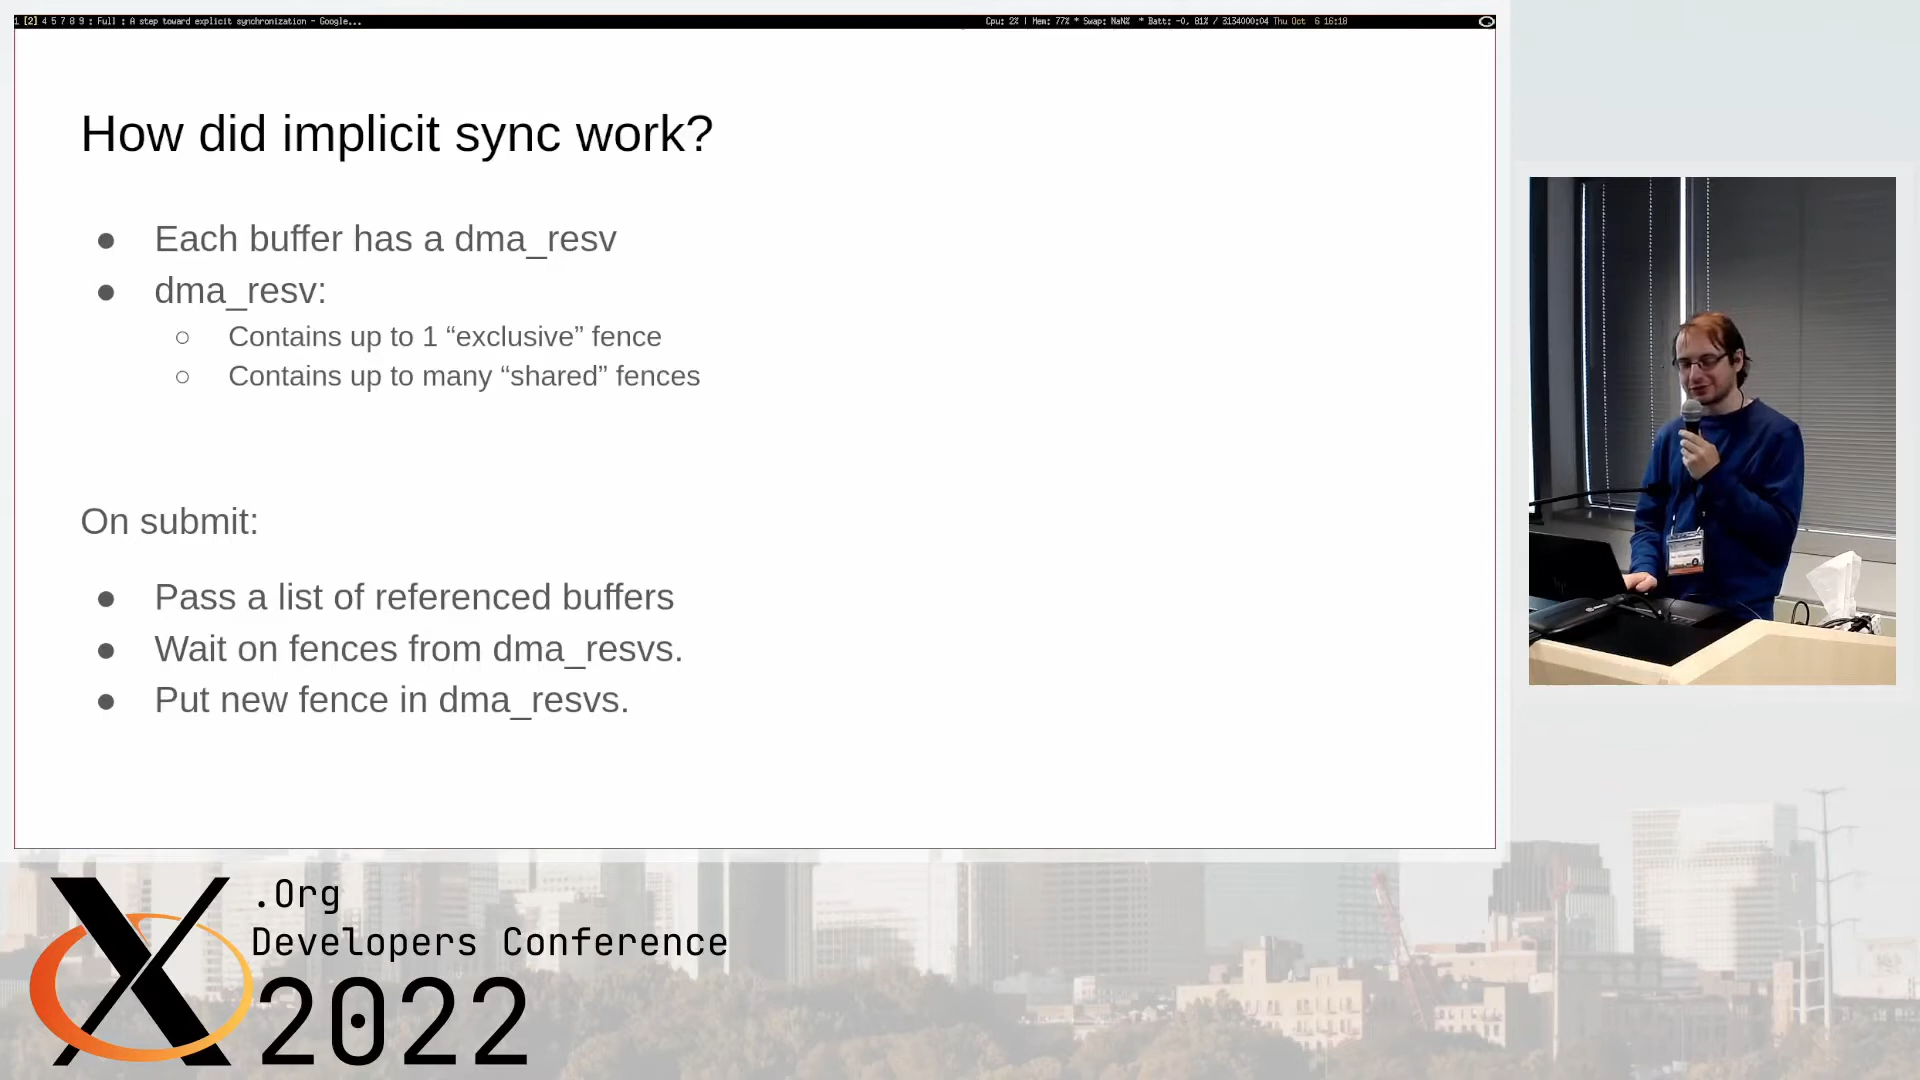 1 [2] 4 5 7 8 9 : Full : A step toward explicit synchronization - Google...
Cpu: 2% | Mem: 77% * Swap: NaN% * Batt: -0, 81% / 3134000:04 Thu Oct 6 16:18
How did implicit sync work?
● Each buffer has a dma_resv
● dma_resv:
○ Contains up to 1 “exclusive” fence
○ Contains up to many “shared” fences
On submit:
● Pass a list of referenced buffers
● Wait on fences from dma_resvs.
● Put new fence in dma_resvs.
X.Org
Developers Conference
2022